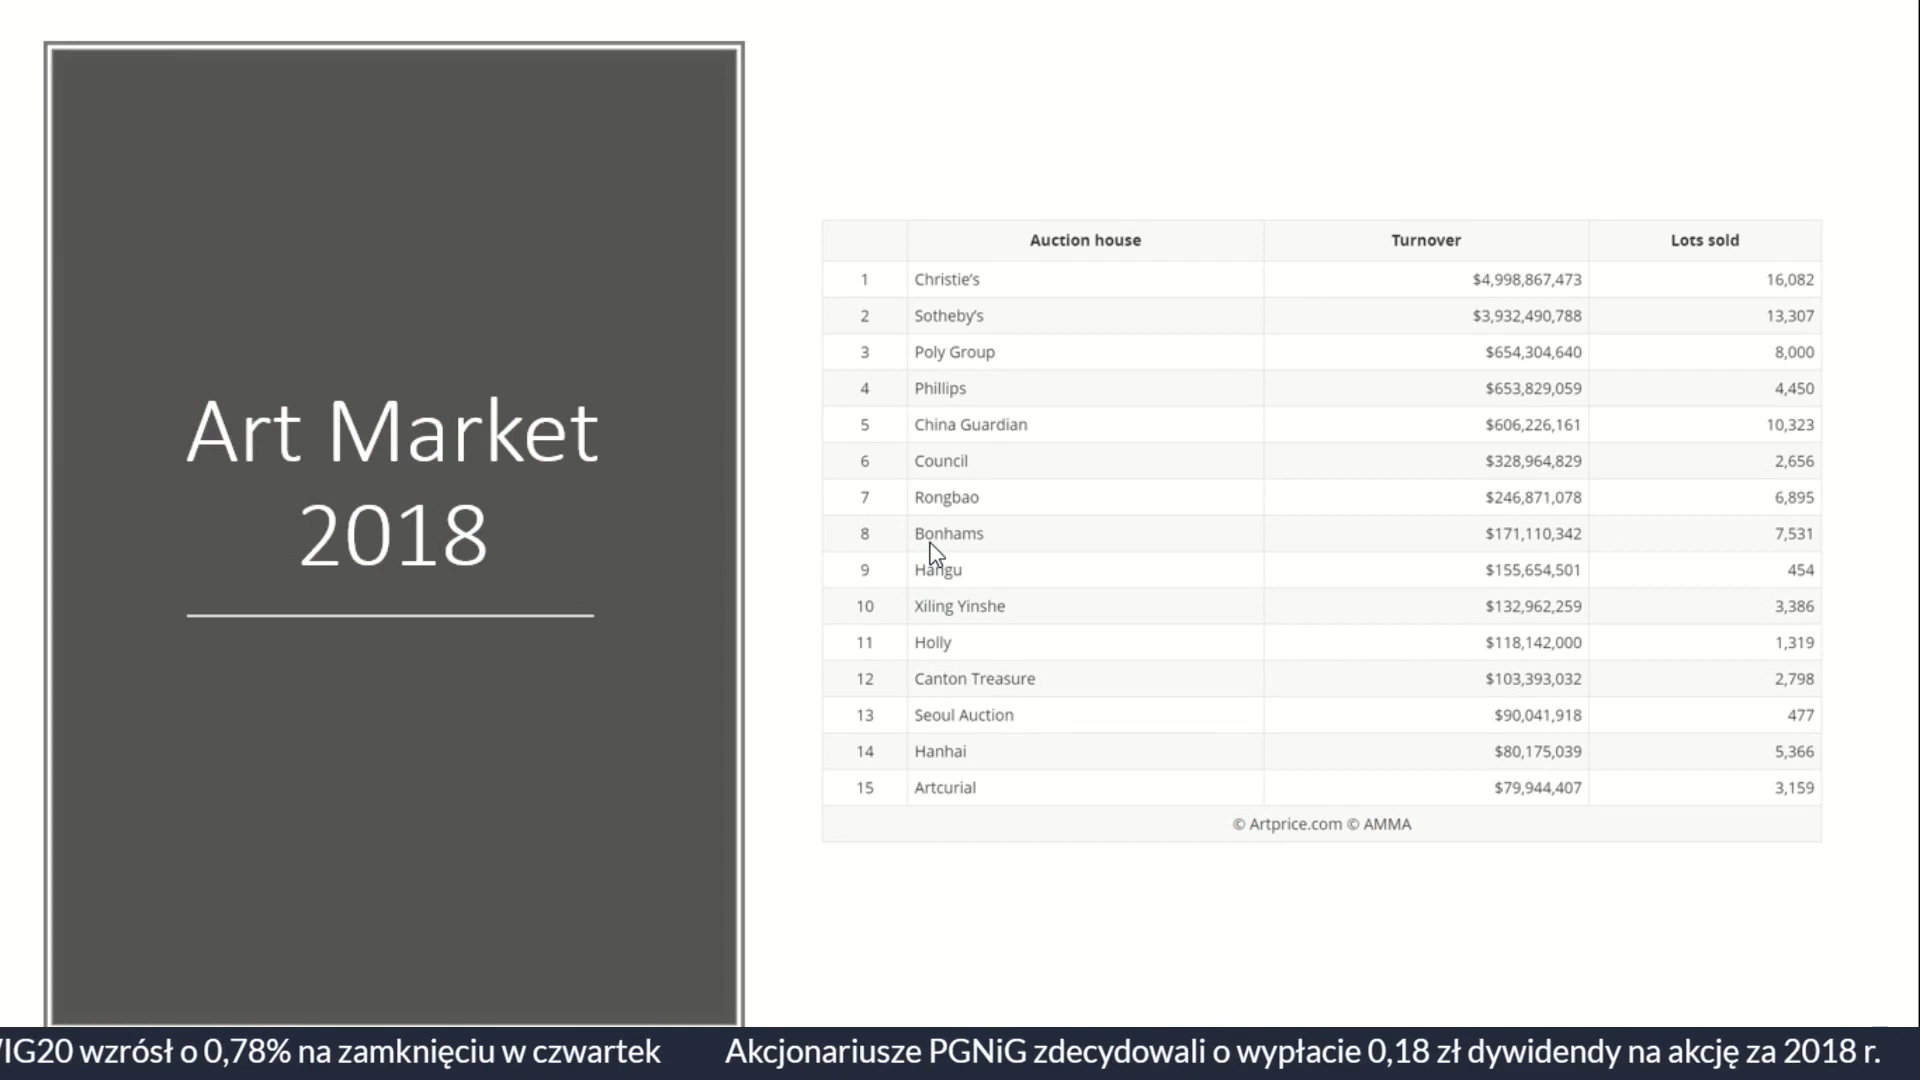 Art Market
2018
Auction house Turnover Lots sold
1 Christie’s $4,998,867,473 16,082
2 Sotheby’s $3,932,490,788 13,307
3 Poly Group $654,304,640 8,000
4 Phillips $653,829,059 4,450
5 China Guardian $606,226,161 10,323
6 Council $328,964,829 2,656
7 Rongbao $246,871,078 6,895
8 Bonhams $171,110,342 7,531
9 Hangu $155,654,501 454
10 Xiling Yinshe $132,962,259 3,386
11 Holly $118,142,000 1,319
12 Canton Treasure $103,393,032 2,798
13 Seoul Auction $90,041,918 477
14 Hanhai $80,175,039 5,366
15 Artcurial $79,944,407 3,159
© Artprice.com © AMMA
IG20 wzrósł o 0,78% na zamknięciu w czwartek Akcjonariusze PGNiG zdecydowali o wypłacie 0,18 zł dywidendy na akcję za 2018 r.